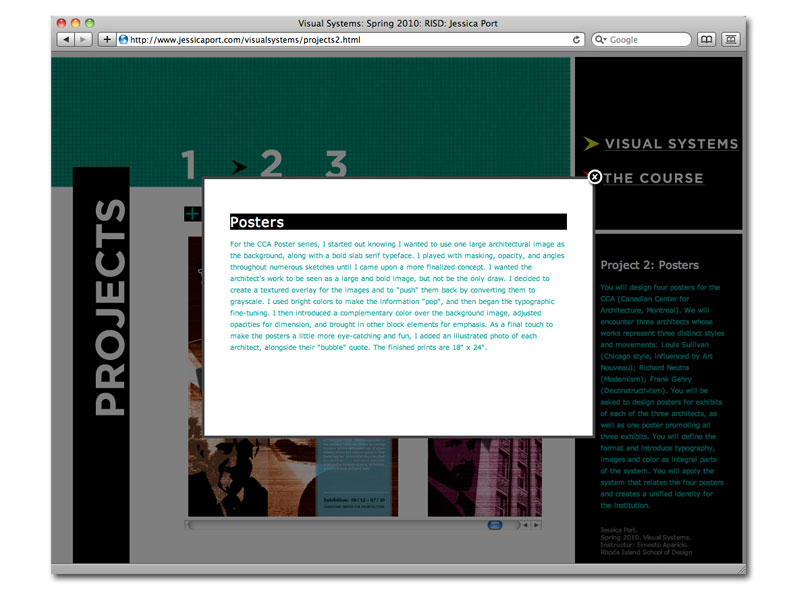 Visual Systems: Spring 2010: RISD: Jessica Port
http://www.jessicaport.com/visualsystems/projects2.html
Google
1 2 3
PROJECTS
VISUAL SYSTEMS
THE COURSE
Posters
For the CCA Poster series, I started out knowing I wanted to use one large architectural image as
the background, along with a bold slab serif typeface. I played with masking, opacity, and angles
throughout numerous sketches until I came upon a more finalized concept. I wanted the
architect's work to be seen as a large and bold image, but not be the only draw. I decided to
create a textured overlay for the images and to "push" them back by converting them to
grayscale. I used bright colors to make the information "pop", and then began the typographic
fine-tuning. I then introduced a complementary color over the background image, adjusted
opacities for dimension, and brought in other block elements for emphasis. As a final touch to
make the posters a little more eye-catching and fun, I added an illustrated photo of each
architect, alongside their "bubble" quote. The finished prints are 18" x 24".
Project 2: Posters
You will design four posters for the
CCA (Canadian Center for
Architecture, Montreal). We will
encounter three architects whose
works represent three distinct styles
and movements: Louis Sullivan
(Chicago style, influenced by Art
Nouveau); Richard Neutra
(Modernism); Frank Gehry
(Deconstructivism). You will be
asked to design posters for exhibits
of each of the three architects, as
well as one poster promoting all
three exhibits. You will define the
format and introduce typography,
images and color as integral parts
of the system. You will apply the
system that relates the four posters
and creates a unified identity for
the institution.
Jessica Port.
Spring 2010. Visual Systems.
Instructor: Ernesto Aparicio.
Rhode Island School of Design